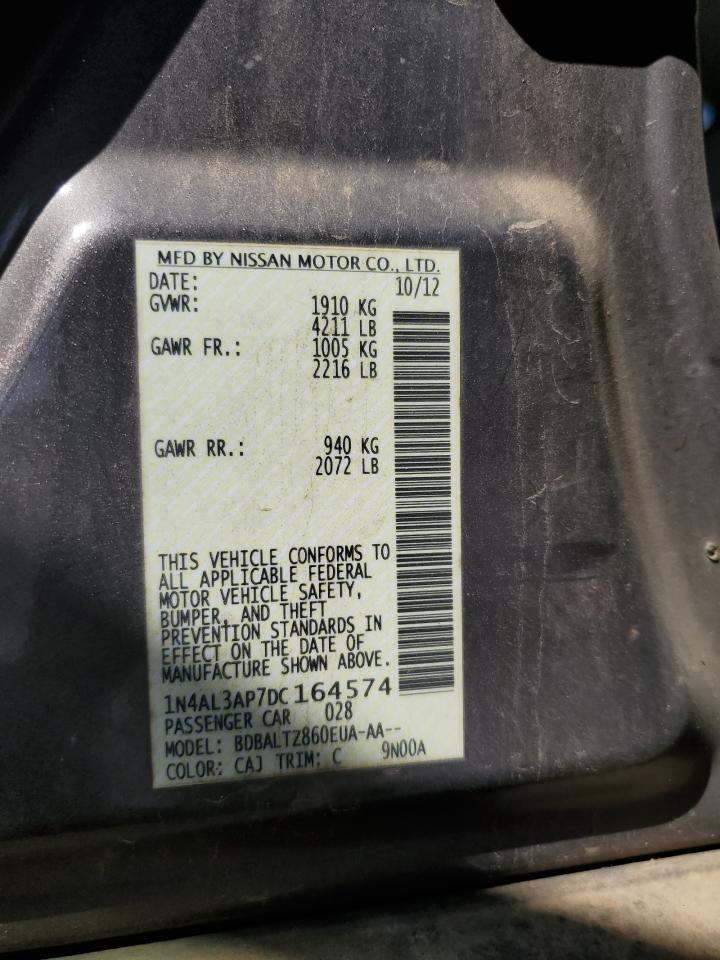 MFD BY NISSAN MOTOR CO., LTD.
DATE: 10/12
GVWR: 1910 KG
4211 LB
GAWR FR.: 1005 KG
2216 LB
GAWR RR.: 940 KG
2072 LB
THIS VEHICLE CONFORMS TO
ALL APPLICABLE FEDERAL
MOTOR VEHICLE SAFETY,
BUMPER, AND THEFT
PREVENTION STANDARDS IN
EFFECT ON THE DATE OF
MANUFACTURE SHOWN ABOVE.
1N4AL3AP7DC164574
PASSENGER CAR 028
MODEL: BDBALTZ860EUA-AA--
COLOR: CAJ TRIM: C 9N00A